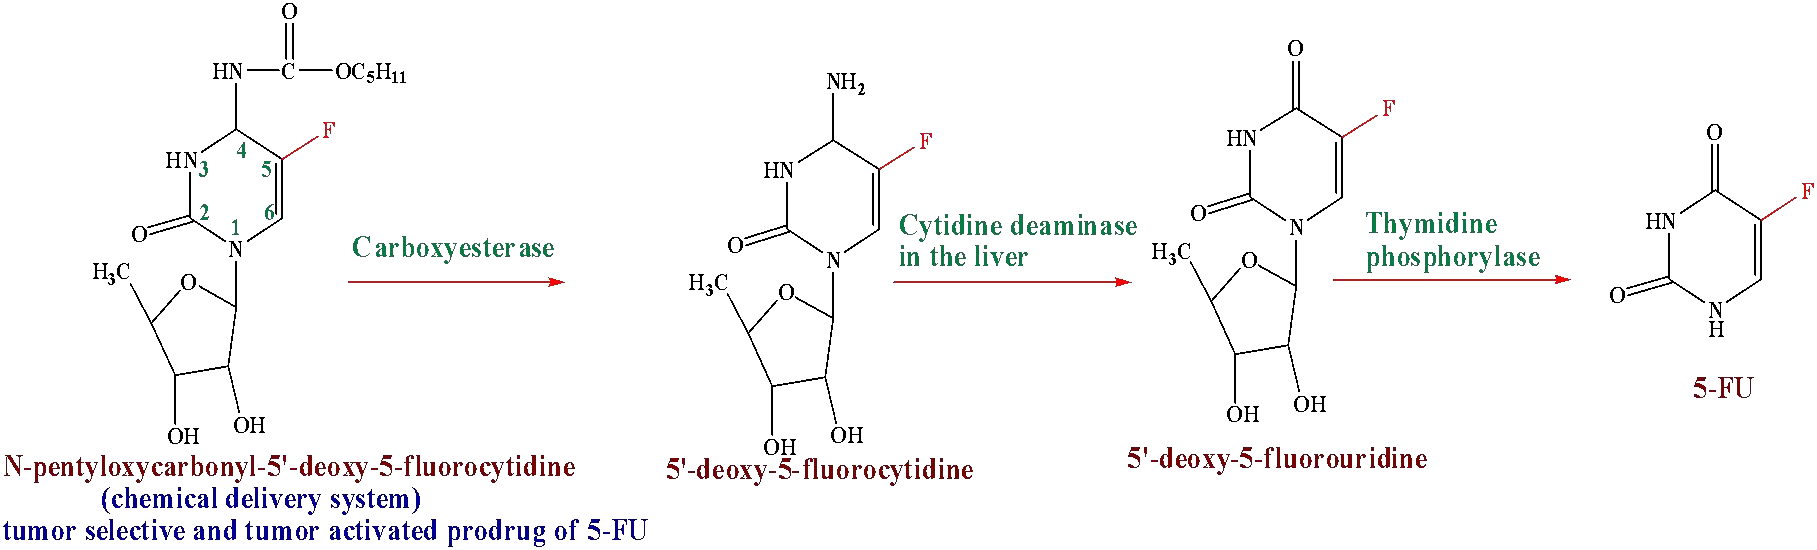 O
HN C OC5H11
F
HN 3 4 5
2 6
O 1
N
H3C O
OH
OH
N-pentyloxycarbonyl-5'-deoxy-5-fluorocytidine
(chemical delivery system)
tumor selective and tumor activated prodrug of 5-FU
Carboxyesterase
NH2
F
HN
O
N
H3C O
OH
OH
5'-deoxy-5-fluorocytidine
Cytidine deaminase
in the liver
O
F
HN
O
N
H3C O
OH
OH
5'-deoxy-5-fluorouridine
Thymidine
phosphorylase
O
F
HN
O
N
H
5-FU